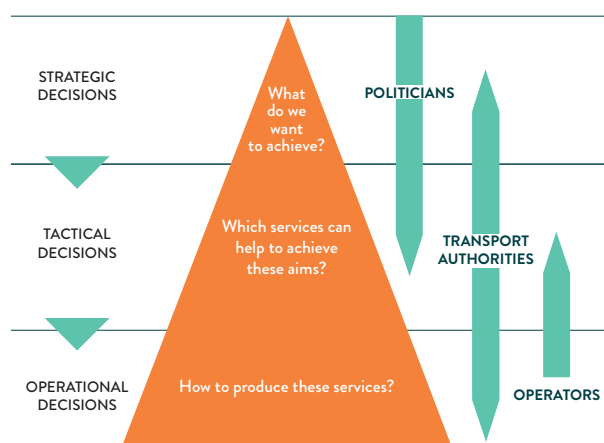 STRATEGIC
DECISIONS
What
do we
want
to achieve?
POLITICIANS
TACTICAL
DECISIONS
Which services can
help to achieve
these aims?
TRANSPORT
AUTHORITIES
OPERATIONAL
DECISIONS
How to produce these services?
OPERATORS